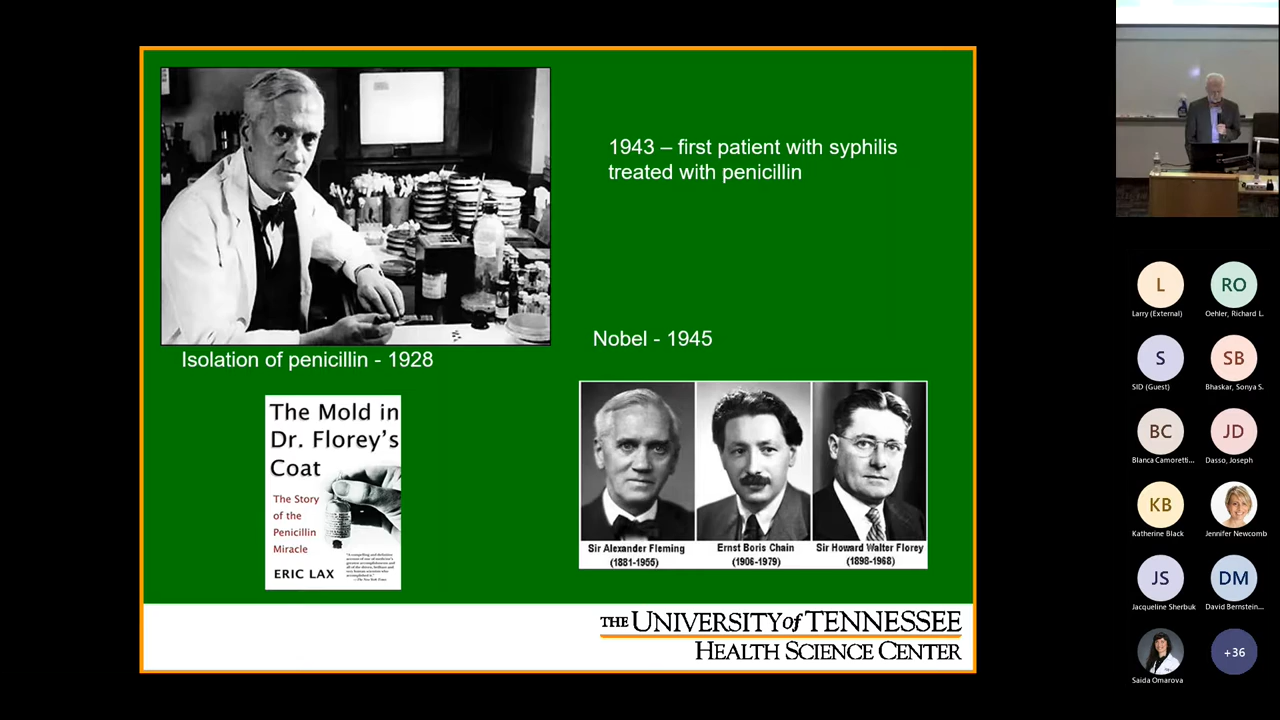 1943 – first patient with syphilis
treated with penicillin
Nobel - 1945
Isolation of penicillin - 1928
The Mold in
Dr. Florey's
Coat
The Story
of the
Penicillin
Miracle
ERIC LAX
Sir Alexander Fleming
(1881-1955)
Ernst Boris Chain
(1906-1979)
Sir Howard Walter Florey
(1898-1968)
THE UNIVERSITY of TENNESSEE
HEALTH SCIENCE CENTER
L
Larry (External)
RO
Oehler, Richard L.
S
SID (Guest)
SB
Bhaskar, Sonya S.
BC
Blanca Camoretti...
JD
Dasso, Joseph
KB
Katherine Black
Jennifer Newcomb
JS
Jacqueline Sherbuk
DM
David Bernstein...
Saida Omarova
+36